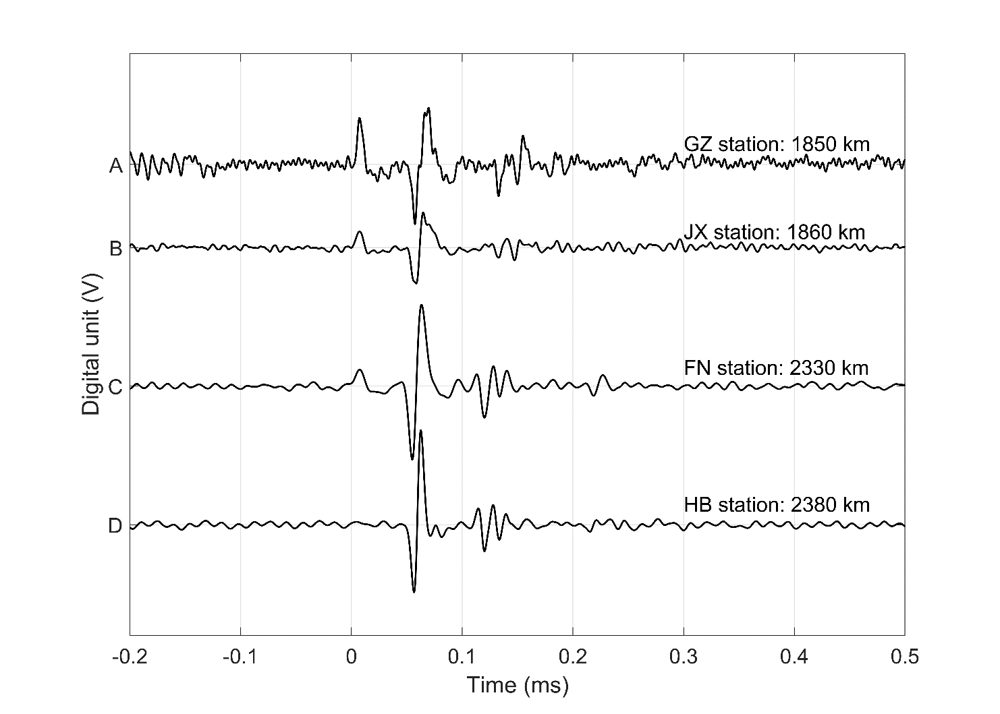 A
GZ station: 1850 km
B
JX station: 1860 km
C
FN station: 2330 km
D
HB station: 2380 km
Digital unit (V)
-0.2 -0.1 0 0.1 0.2 0.3 0.4 0.5
Time (ms)